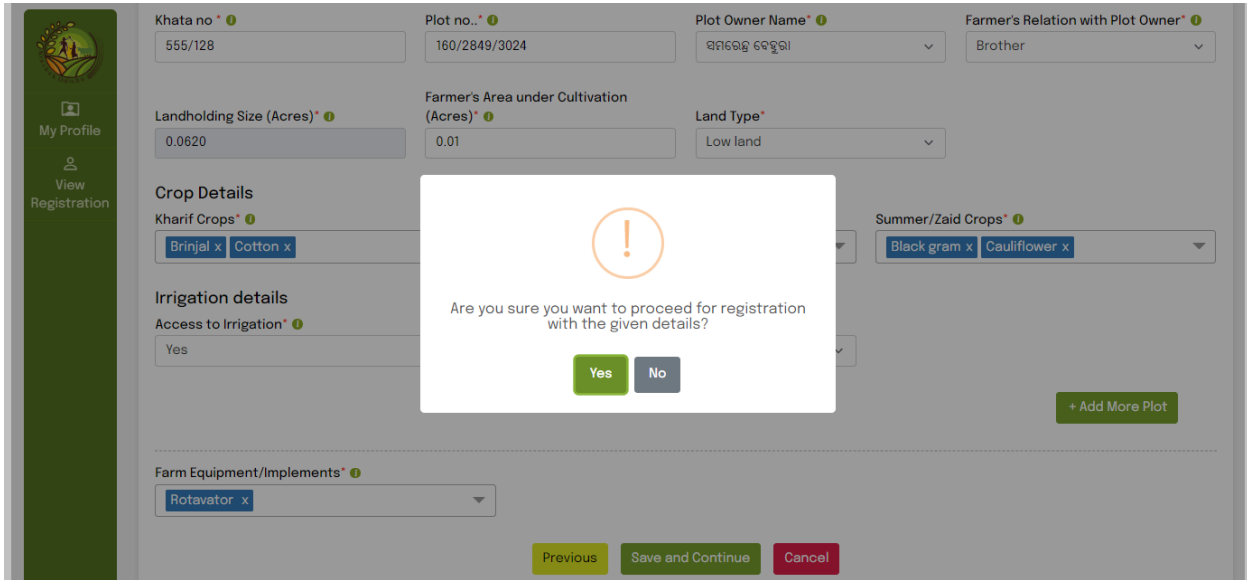 Khata no * Plot no..* Plot Owner Name* Farmer's Relation with Plot Owner*
555/128 160/2849/3024 ସମରେନ୍ଦ୍ର ବେହୁରା Brother
My Profile
View
Registration
Farmer's Area under Cultivation
Landholding Size (Acres)* (Acres)* Land Type*
0.0620 0.01 Low land
Crop Details
Kharif Crops* Summer/Zaid Crops*
Brinjal x Cotton x Black gram x Cauliflower x
Irrigation details
Access to Irrigation*
Yes
Are you sure you want to proceed for registration
with the given details?
Yes No
+ Add More Plot
Farm Equipment/Implements*
Rotavator x
Previous Save and Continue Cancel